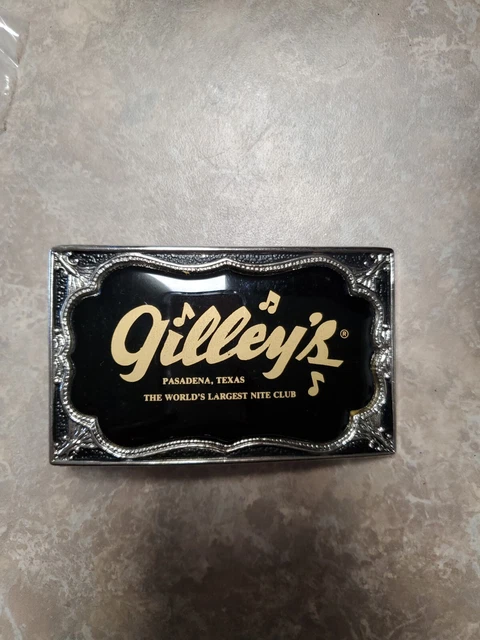 Gilley's®
PASADENA, TEXAS
THE WORLD'S LARGEST NITE CLUB